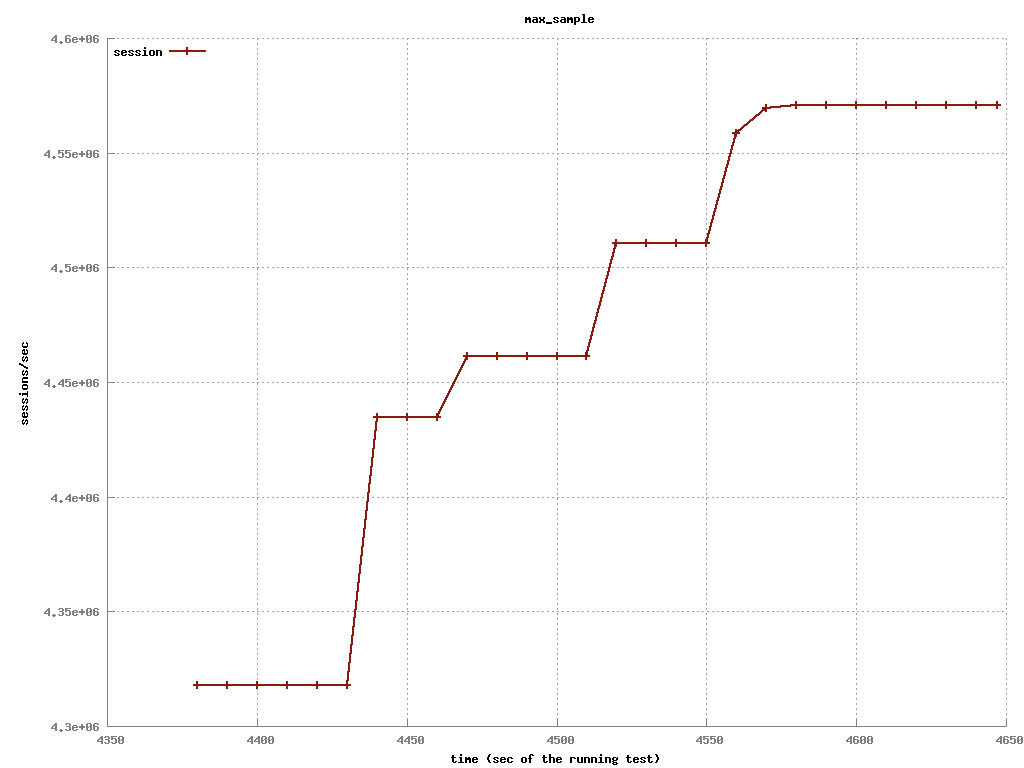 max_sample
4.6e+06
session
4.55e+06
4.5e+06
4.45e+06
4.4e+06
4.35e+06
4.3e+06
sessions/sec
4350 4400 4450 4500 4550 4600 4650
time (sec of the running test)